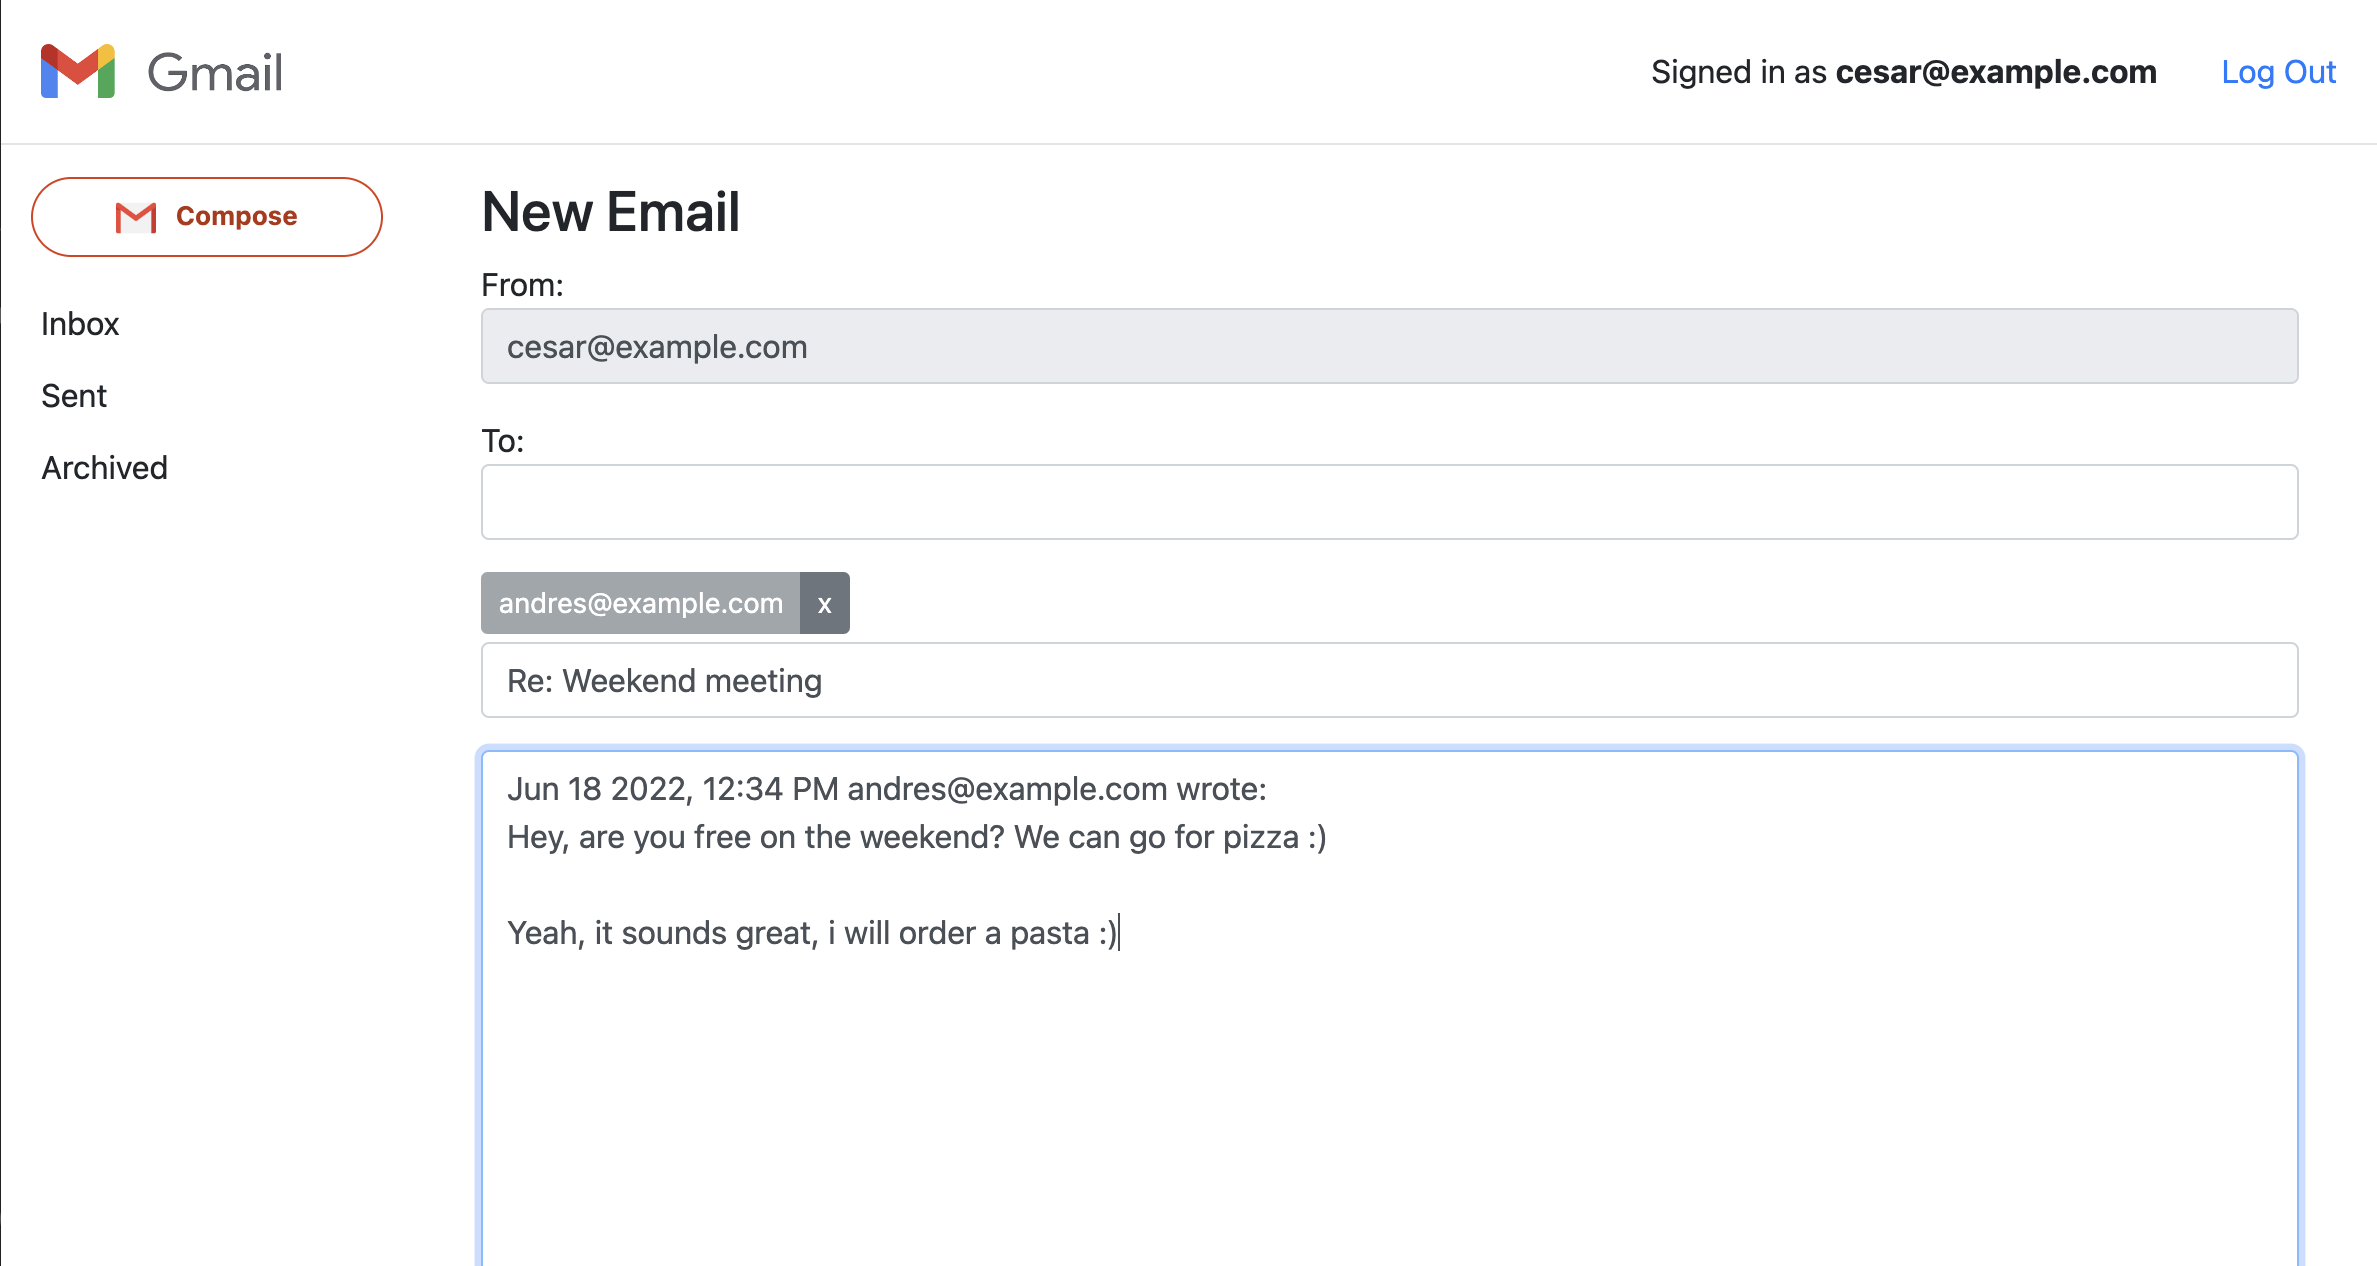 Gmail
Signed in as cesar@example.com
Log Out
Compose
Inbox
Sent
Archived
New Email
From:
cesar@example.com
To:
andres@example.com x
Re: Weekend meeting
Jun 18 2022, 12:34 PM andres@example.com wrote:
Hey, are you free on the weekend? We can go for pizza :)
Yeah, it sounds great, i will order a pasta :)